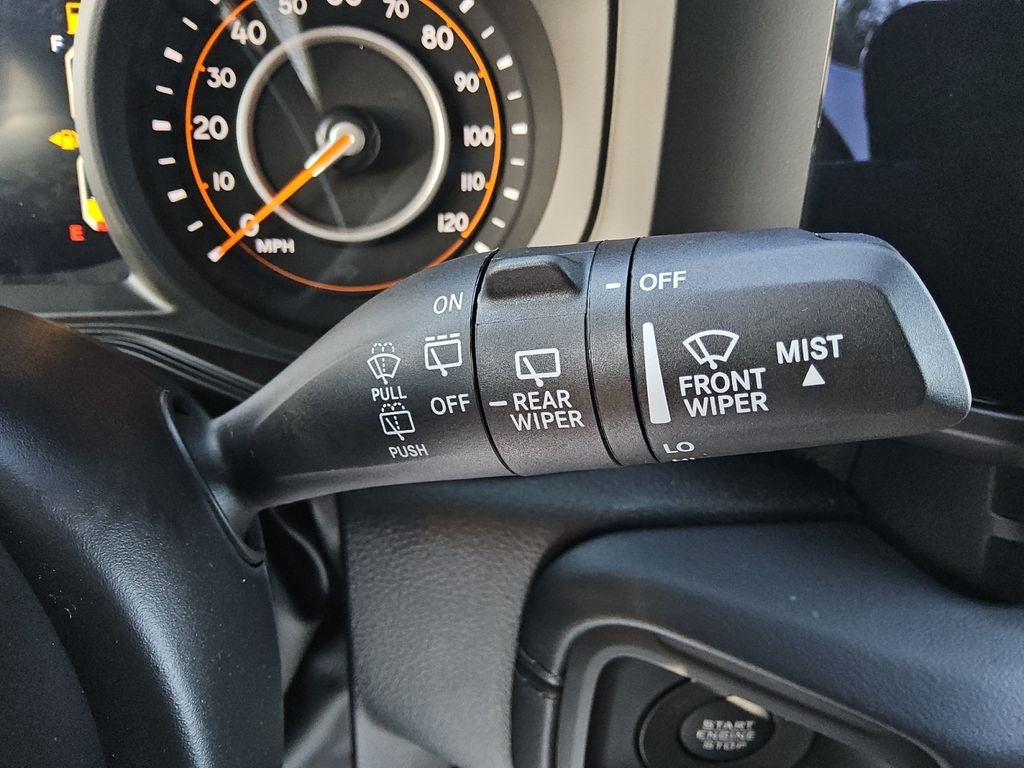 F
50
60
70
40
80
30
90
20
100
10
110
0
120
MPH
E
ON
OFF
PULL
OFF
PUSH
REAR
WIPER
FRONT
WIPER
MIST
LO
START
ENGINE
STOP